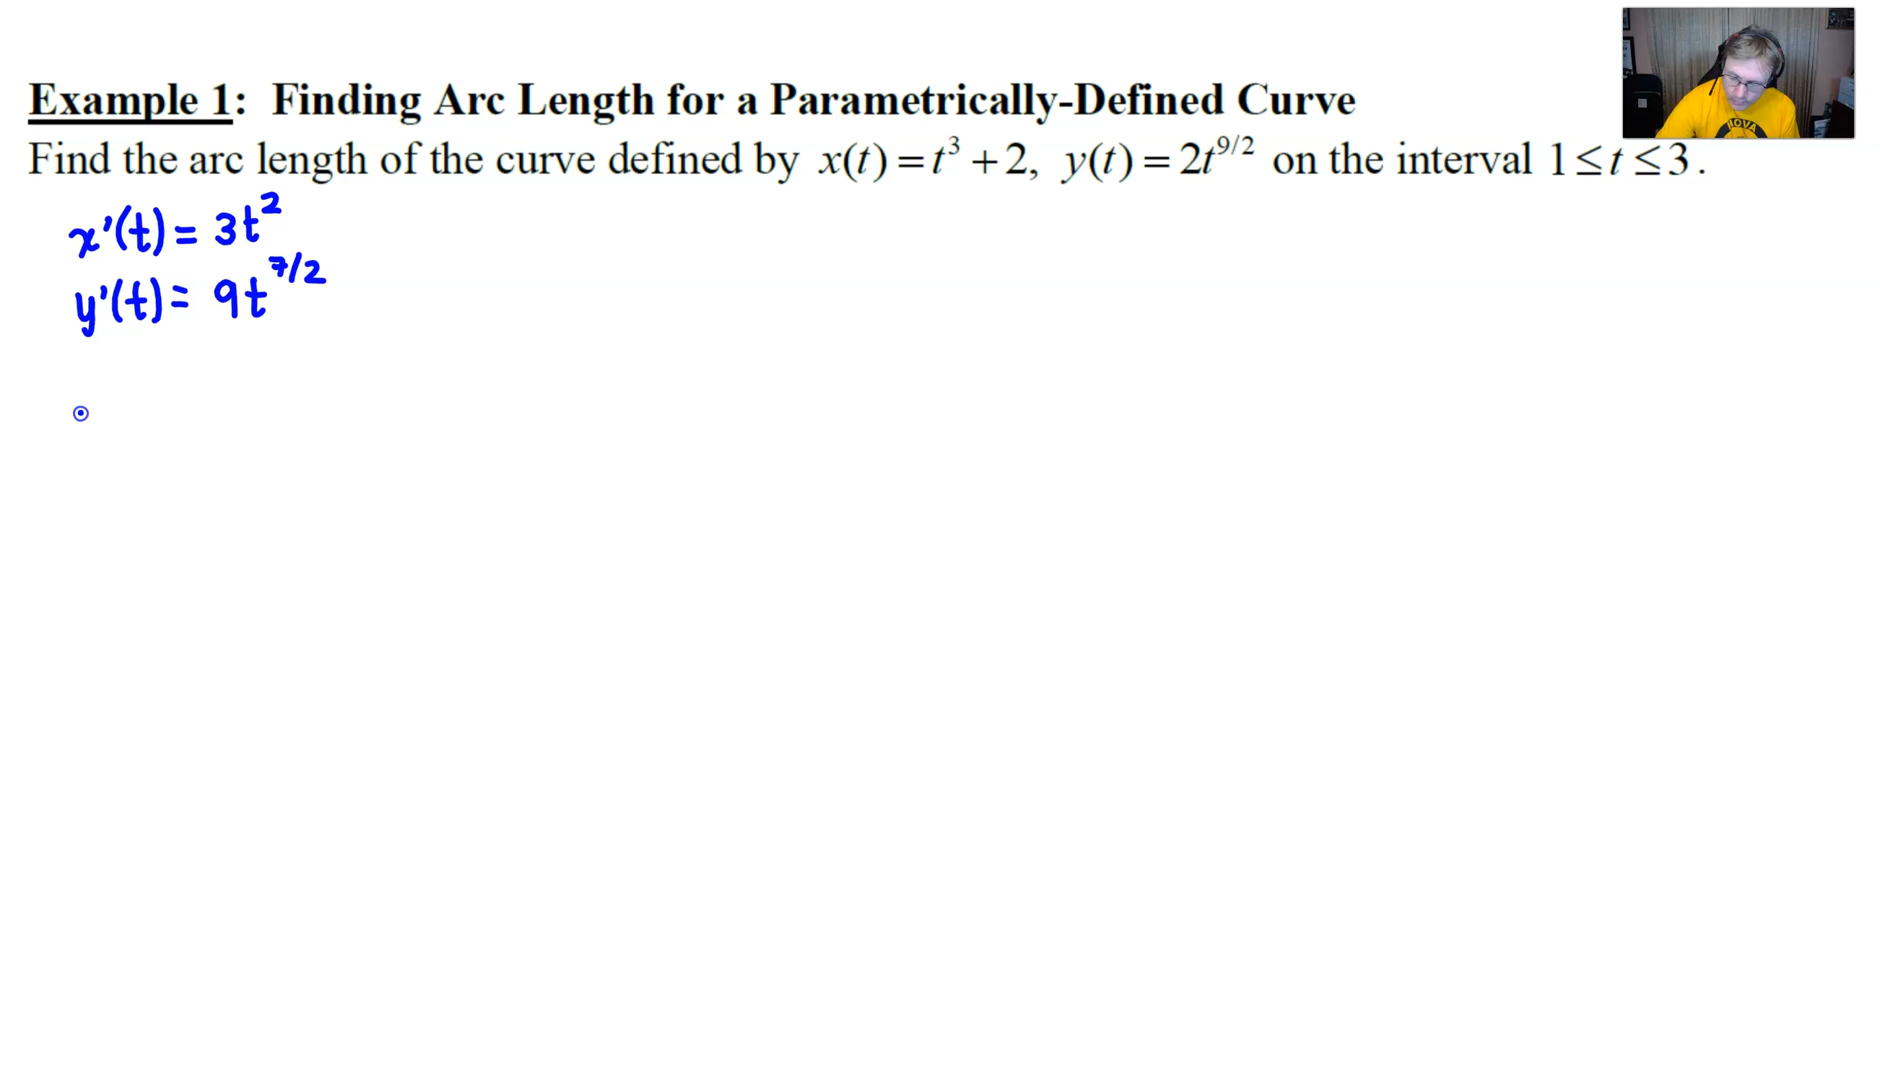 Example 1: Finding Arc Length for a Parametrically-Defined Curve
Find the arc length of the curve defined by x(t) = t³ + 2, y(t) = 2t^{9/2} on the interval 1 ≤ t ≤ 3.
x'(t) = 3t²
y'(t) = 9t^{7/2}
NOVA